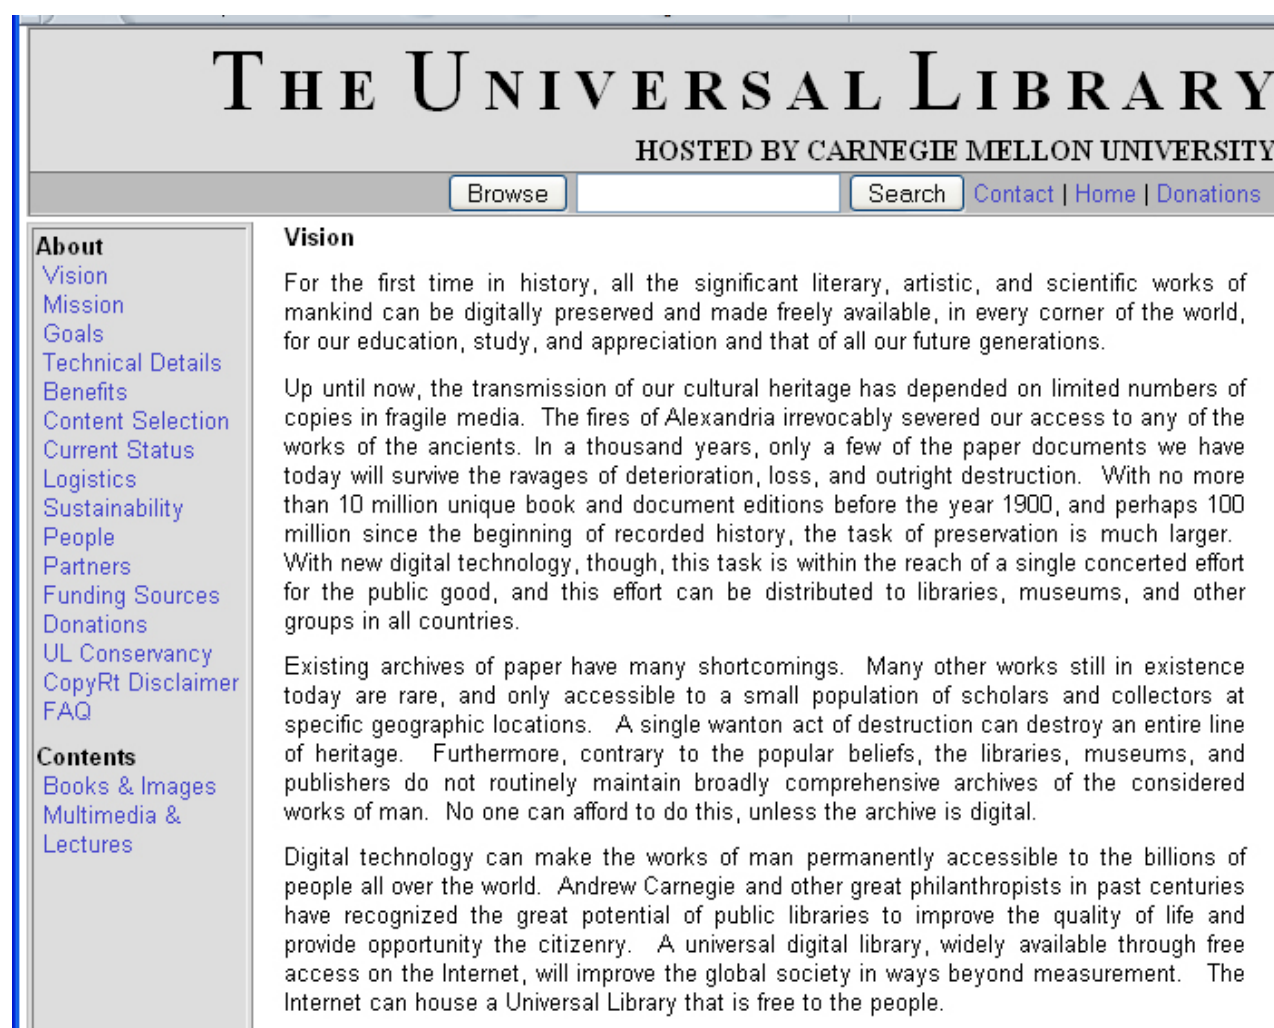 THE UNIVERSAL LIBRARY
HOSTED BY CARNEGIE MELLON UNIVERSITY
Browse Search Contact | Home | Donations
About
Vision
Mission
Goals
Technical Details
Benefits
Content Selection
Current Status
Logistics
Sustainability
People
Partners
Funding Sources
Donations
UL Conservancy
CopyRt Disclaimer
FAQ
Contents
Books & Images
Multimedia &
Lectures
Vision
For the first time in history, all the significant literary, artistic, and scientific works of
mankind can be digitally preserved and made freely available, in every corner of the world,
for our education, study, and appreciation and that of all our future generations.
Up until now, the transmission of our cultural heritage has depended on limited numbers of
copies in fragile media. The fires of Alexandria irrevocably severed our access to any of the
works of the ancients. In a thousand years, only a few of the paper documents we have
today will survive the ravages of deterioration, loss, and outright destruction. With no more
than 10 million unique book and document editions before the year 1900, and perhaps 100
million since the beginning of recorded history, the task of preservation is much larger.
With new digital technology, though, this task is within the reach of a single concerted effort
for the public good, and this effort can be distributed to libraries, museums, and other
groups in all countries.
Existing archives of paper have many shortcomings. Many other works still in existence
today are rare, and only accessible to a small population of scholars and collectors at
specific geographic locations. A single wanton act of destruction can destroy an entire line
of heritage. Furthermore, contrary to the popular beliefs, the libraries, museums, and
publishers do not routinely maintain broadly comprehensive archives of the considered
works of man. No one can afford to do this, unless the archive is digital.
Digital technology can make the works of man permanently accessible to the billions of
people all over the world. Andrew Carnegie and other great philanthropists in past centuries
have recognized the great potential of public libraries to improve the quality of life and
provide opportunity the citizenry. A universal digital library, widely available through free
access on the Internet, will improve the global society in ways beyond measurement. The
Internet can house a Universal Library that is free to the people.